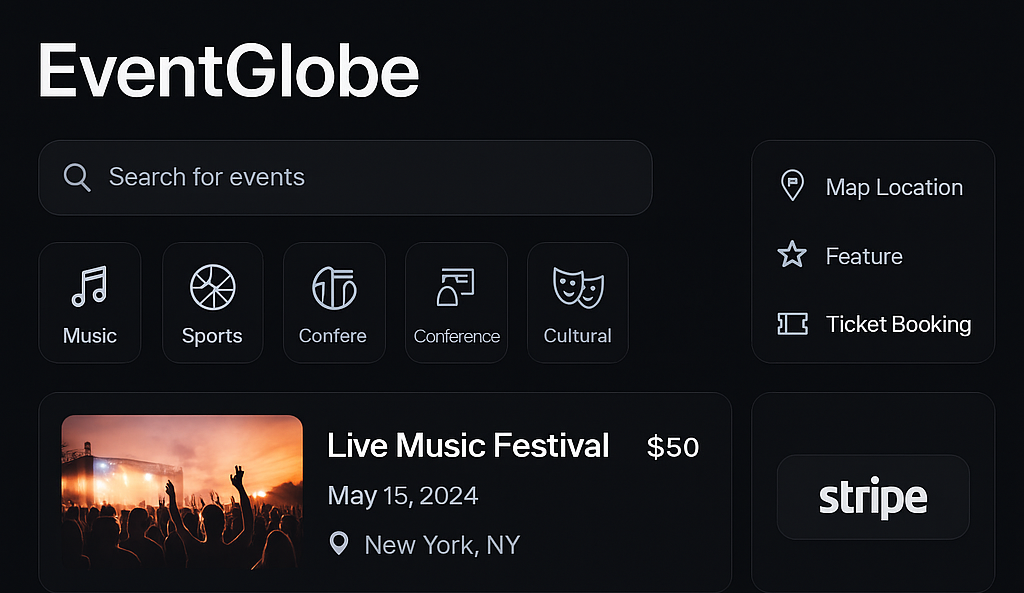 EventGlobe
Search for events
Music
Sports
Confere
Conference
Cultural
Map Location
Feature
Ticket Booking
Live Music Festival
$50
May 15, 2024
New York, NY
stripe